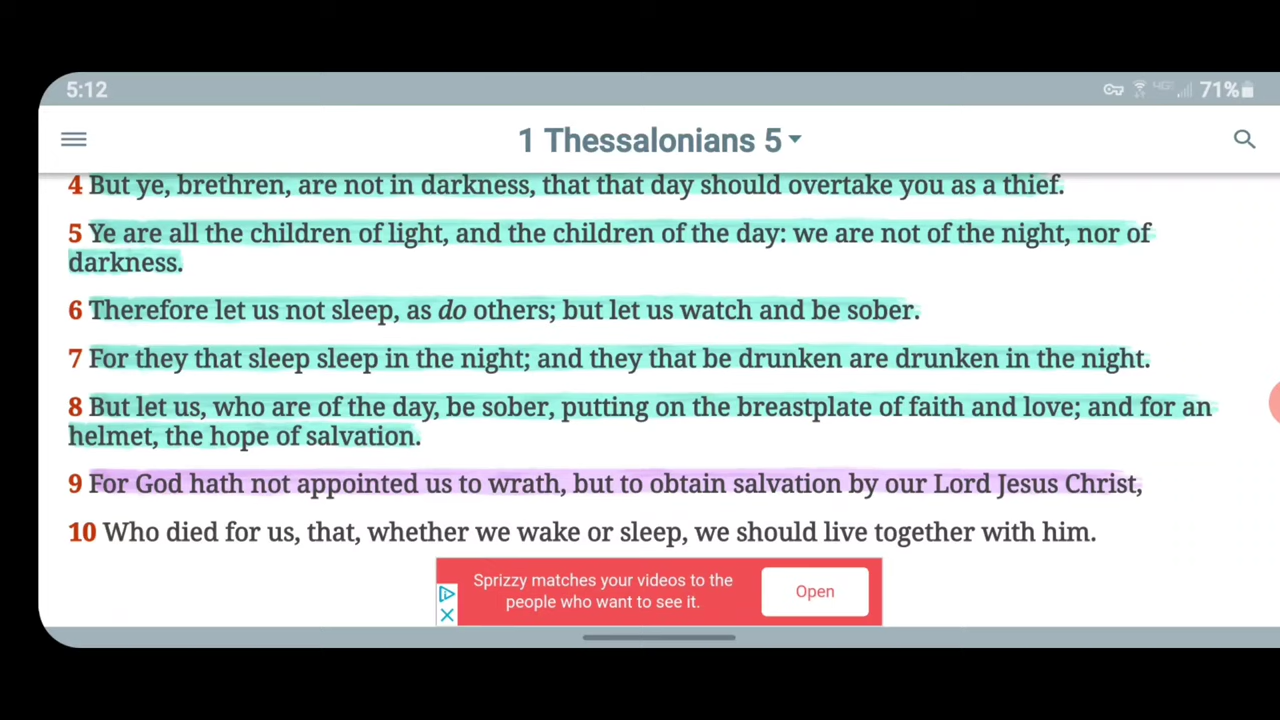 5:12
71%
1 Thessalonians 5
4 But ye, brethren, are not in darkness, that that day should overtake you as a thief.
5 Ye are all the children of light, and the children of the day: we are not of the night, nor of
darkness.
6 Therefore let us not sleep, as do others; but let us watch and be sober.
7 For they that sleep sleep in the night; and they that be drunken are drunken in the night.
8 But let us, who are of the day, be sober, putting on the breastplate of faith and love; and for an
helmet, the hope of salvation.
9 For God hath not appointed us to wrath, but to obtain salvation by our Lord Jesus Christ,
10 Who died for us, that, whether we wake or sleep, we should live together with him.
Sprizzy matches your videos to the
people who want to see it.
Open